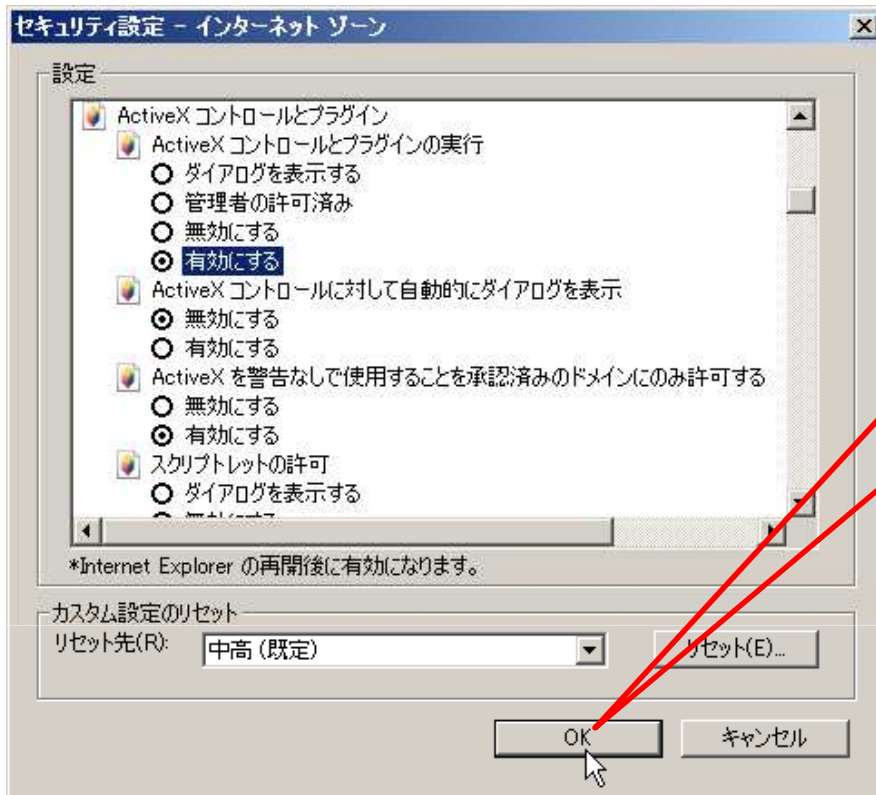 セキュリティ設定 - インターネット ゾーン
設定
ActiveX コントロールとプラグイン
ActiveX コントロールとプラグインの実行
ダイアログを表示する
管理者の許可済み
無効にする
有効にする
ActiveX コントロールに対して自動的にダイアログを表示
無効にする
有効にする
ActiveX を警告なしで使用することを承認済みのドメインにのみ許可する
無効にする
有効にする
スクリプトレットの許可
ダイアログを表示する
*Internet Explorer の再開後に有効になります。
カスタム設定のリセット
リセット先(R): 中高 (既定) リセット(E)...
OK キャンセル